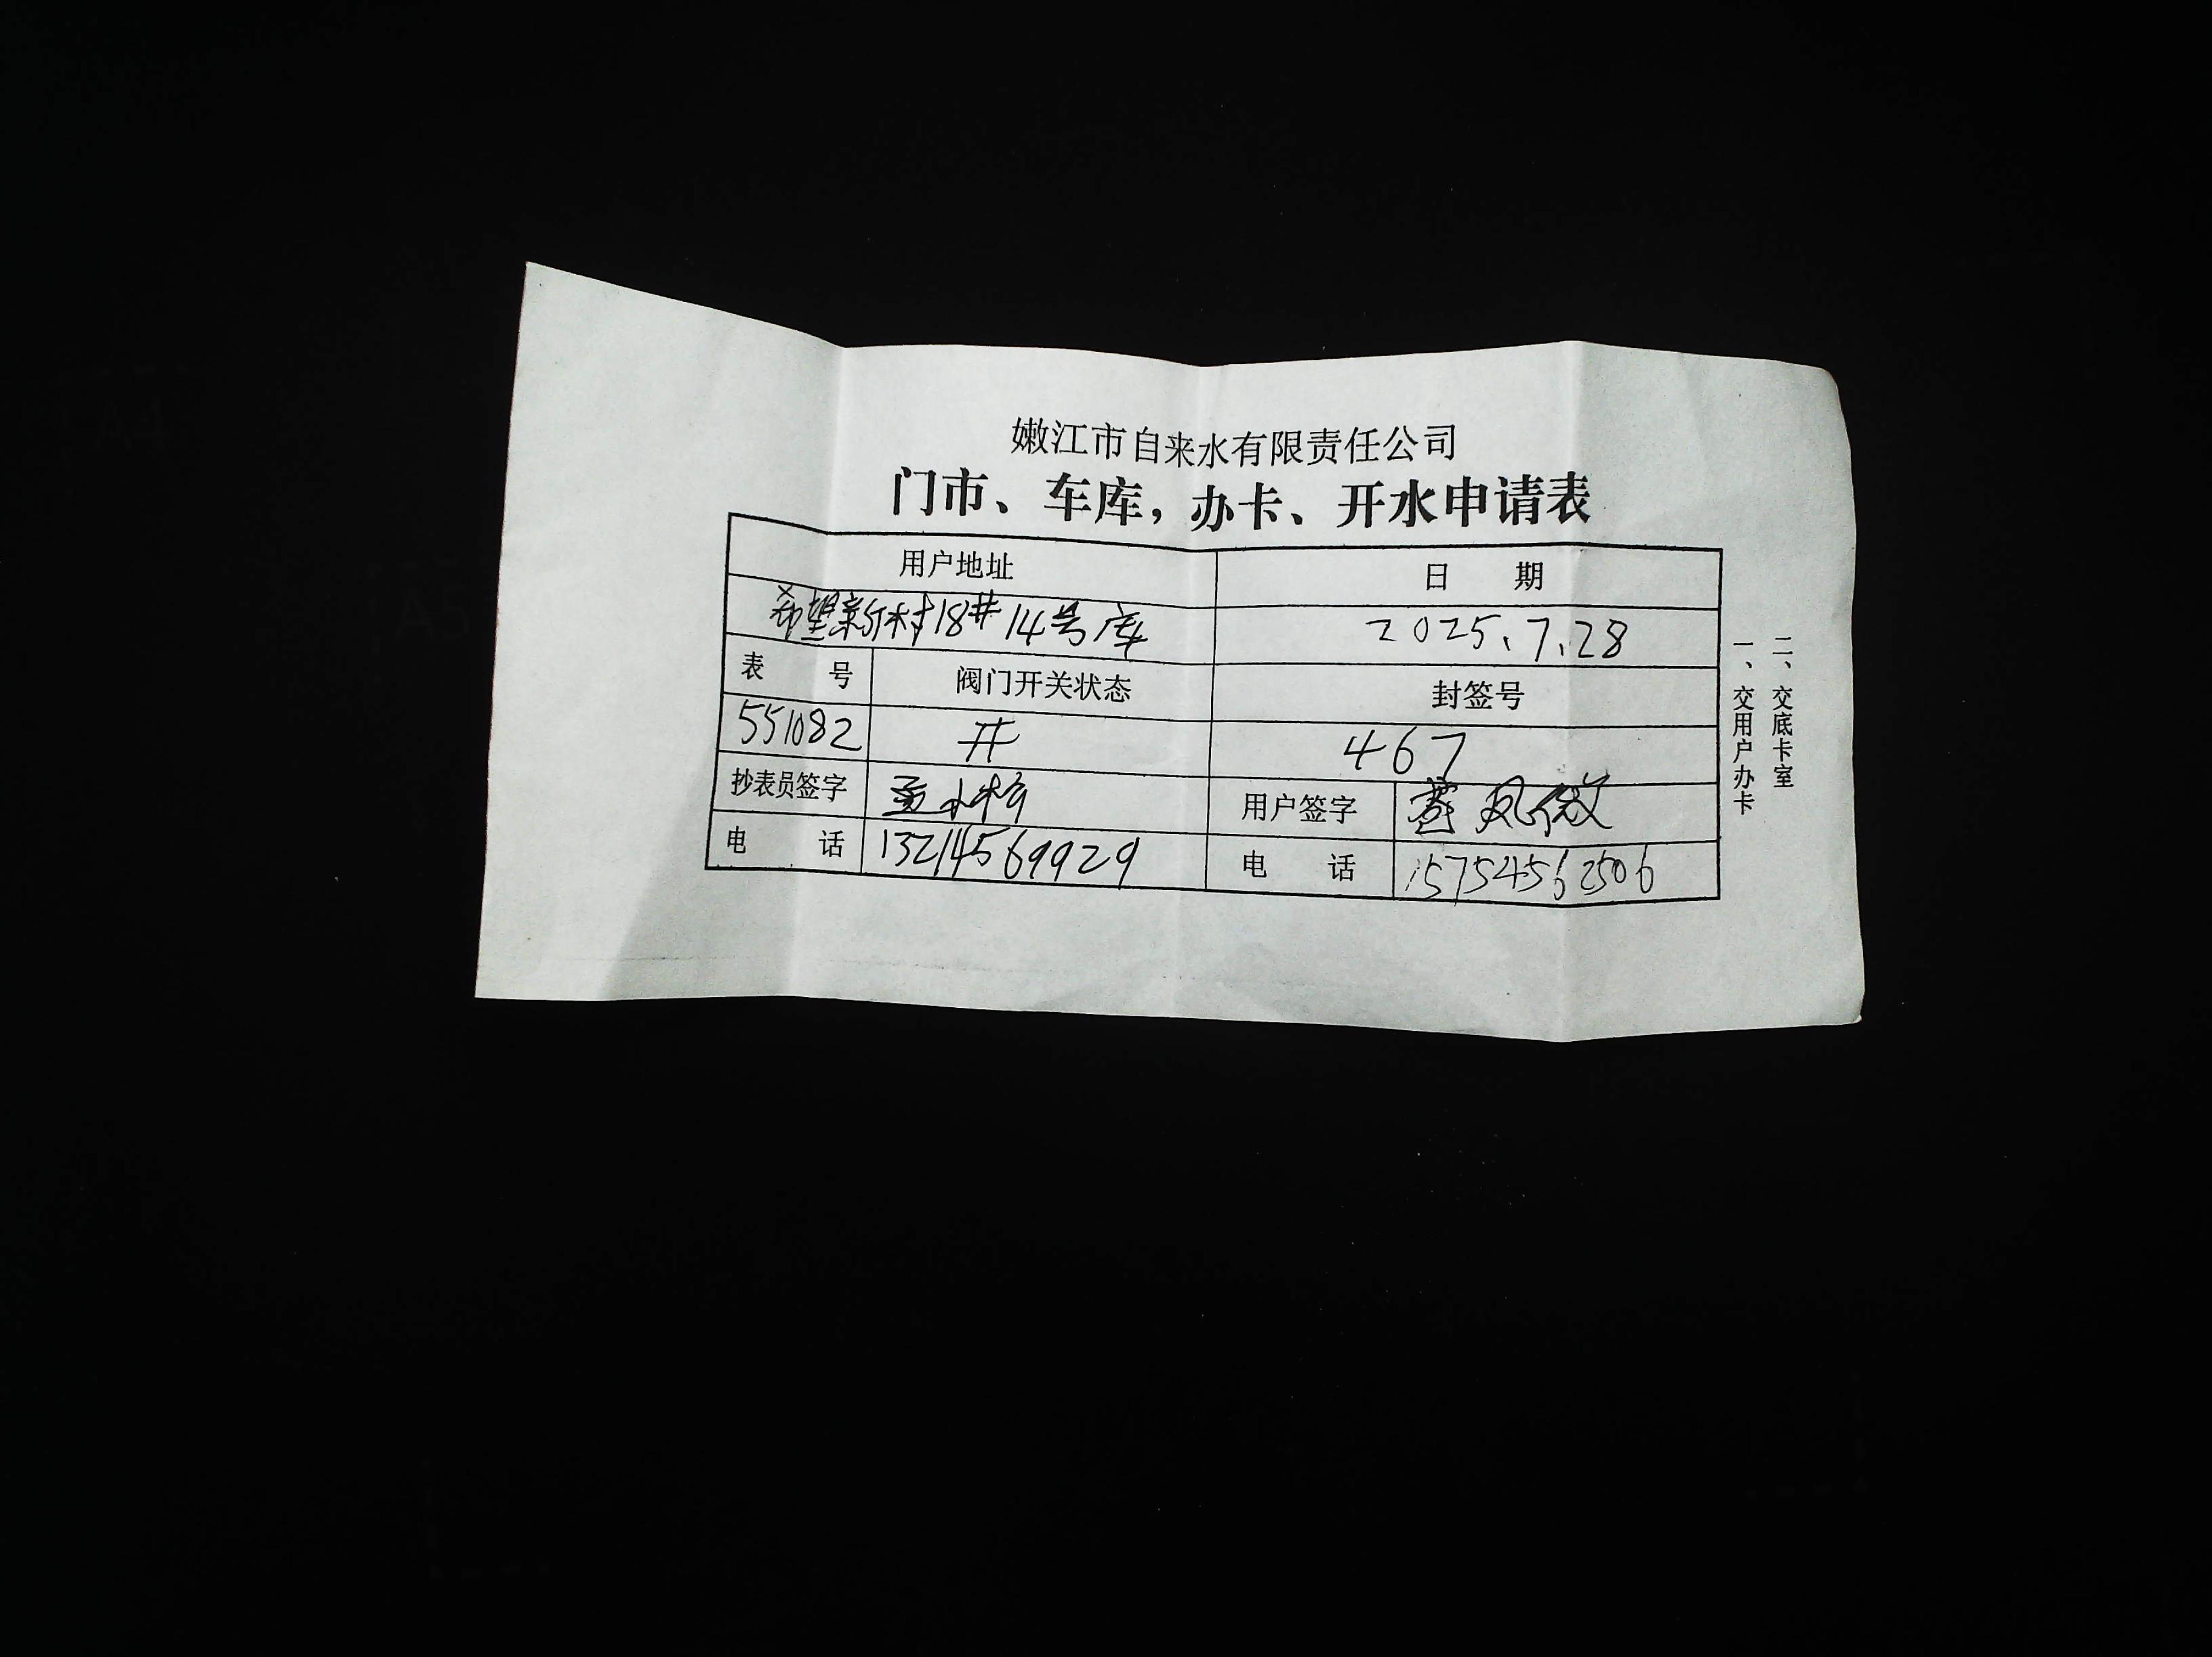 嫩江市自来水有限责任公司
门市、车库，办卡、开水申请表
用户地址 日 期
希望新村18# 14号库 2025、7、28
表 号 阀门开关状态 封签号
551082 开 467
抄表员签字 用户签字 凤微
电 话 13214569929 电 话 15754562506
一、交用户办卡
二、交底卡室